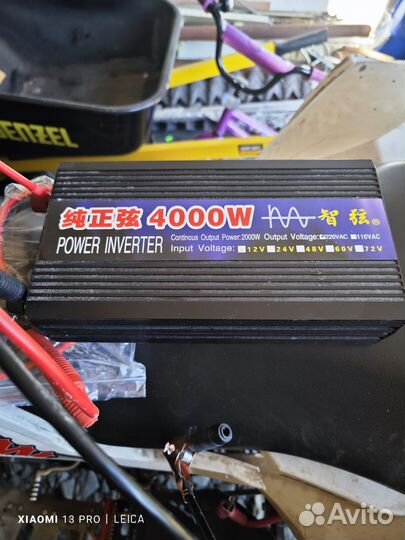 ENZEL
纯正弦 4000W 智弦®
POWER INVERTER
Continous Output Power:2000W Output Voltage: 220VAC 110VAC
Input Voltage: 12V 24V 48V 60V 72V
XIAOMI 13 PRO | LEICA
Avito